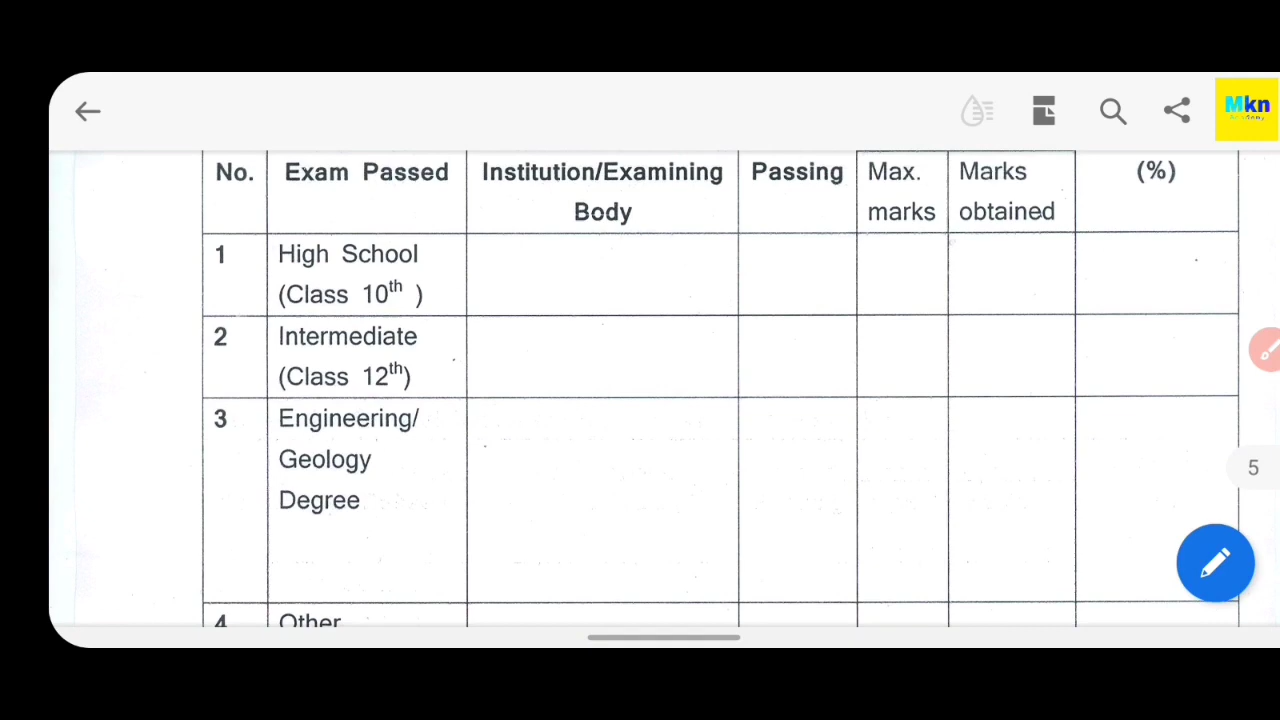 Mkn
No. Exam Passed Institution/Examining Passing Max. Marks (%)
Body marks obtained
1 High School
(Class 10th )
2 Intermediate
(Class 12th)
3 Engineering/
Geology
Degree
5
4 Other